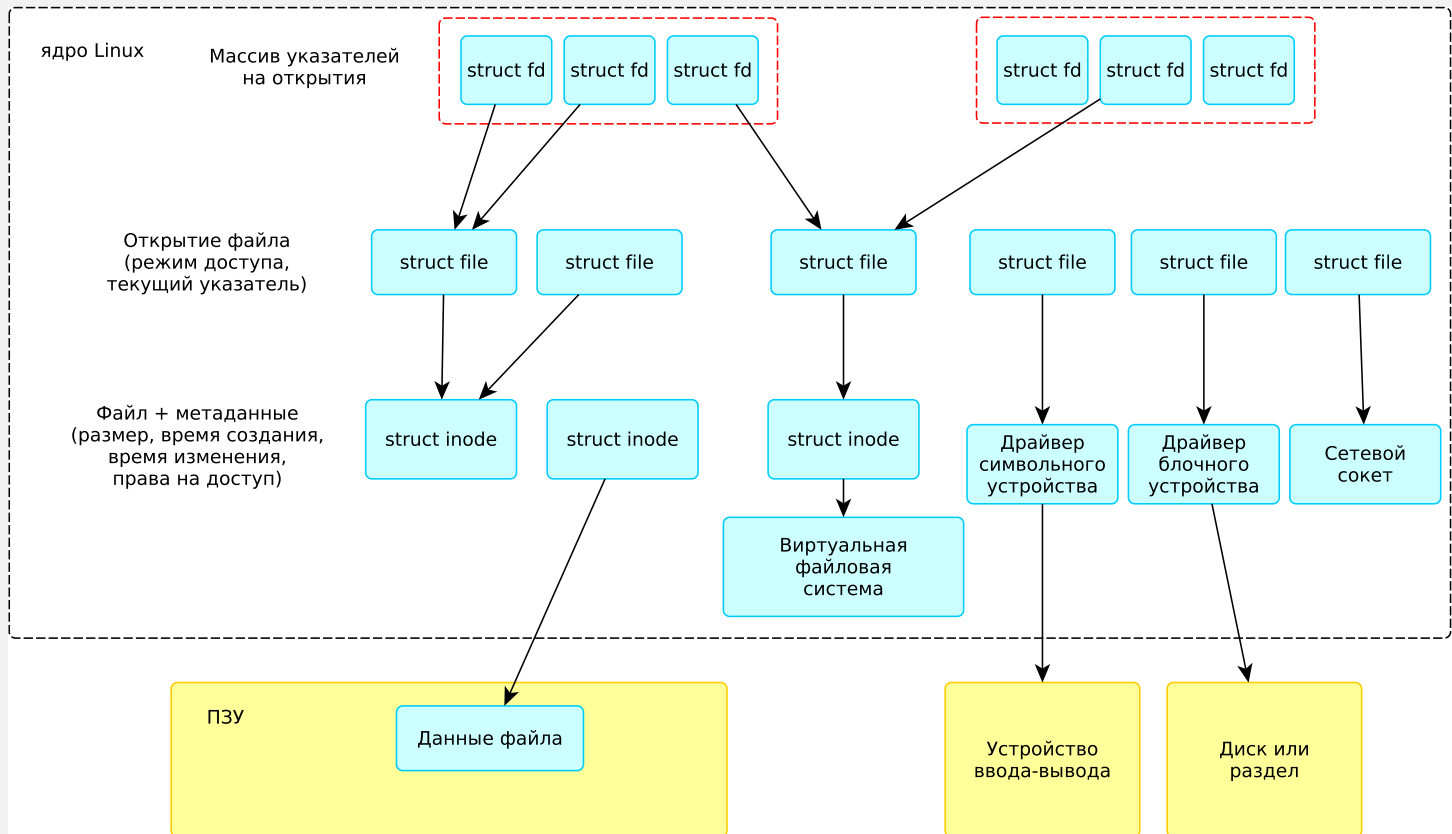 ядро Linux
Массив указателей
на открытия
struct fd
struct fd
struct fd
struct fd
struct fd
struct fd
Открытие файла
(режим доступа,
текущий указатель)
struct file
struct file
struct file
struct file
struct file
struct file
Файл + метаданные
(размер, время создания,
время изменения,
права на доступ)
struct inode
struct inode
struct inode
Драйвер
символьного
устройства
Драйвер
блочного
устройства
Сетевой
сокет
Виртуальная
файловая
система
ПЗУ
Данные файла
Устройство
ввода-вывода
Диск или
раздел